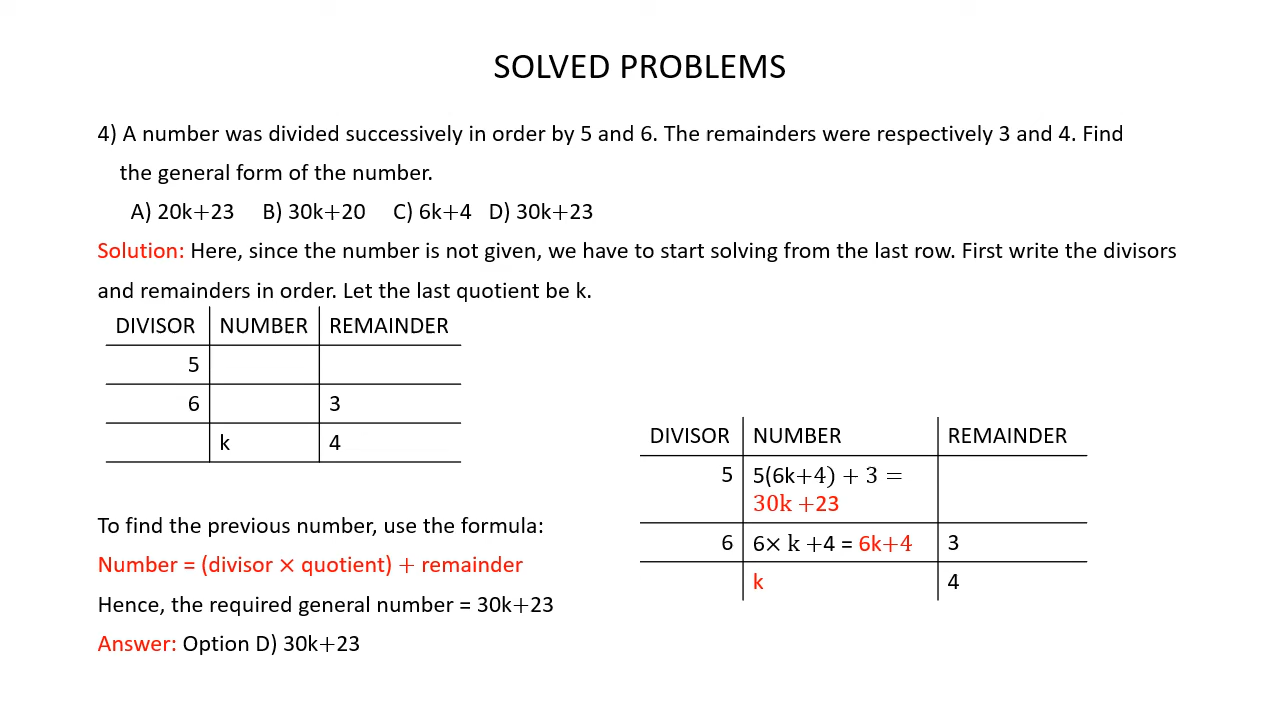 SOLVED PROBLEMS
4) A number was divided successively in order by 5 and 6. The remainders were respectively 3 and 4. Find
the general form of the number.
A) 20k+23 B) 30k+20 C) 6k+4 D) 30k+23
Solution: Here, since the number is not given, we have to start solving from the last row. First write the divisors
and remainders in order. Let the last quotient be k.
DIVISOR NUMBER REMAINDER
5
6 3
k 4
DIVISOR NUMBER REMAINDER
5 5(6k+4) + 3 =
30k +23
6 6× k +4 = 6k+4 3
k 4
To find the previous number, use the formula:
Number = (divisor × quotient) + remainder
Hence, the required general number = 30k+23
Answer: Option D) 30k+23